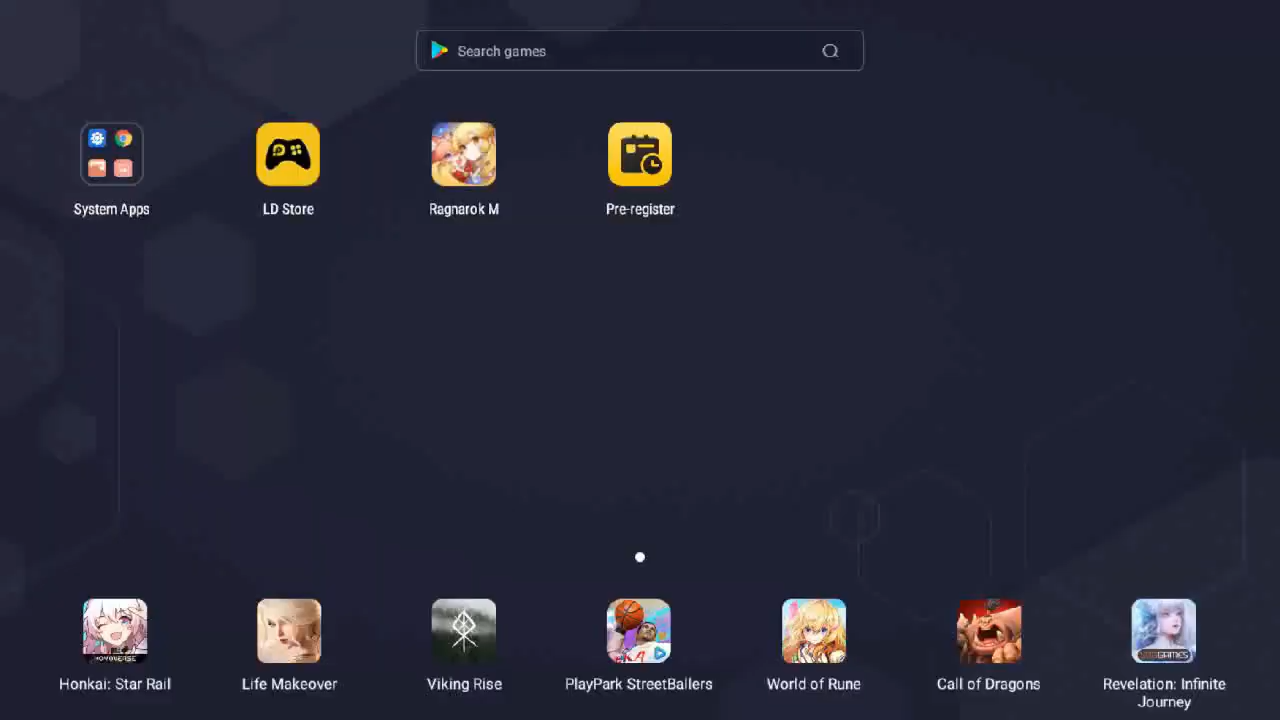 Search games
System Apps
LD Store
Ragnarok M
Pre-register
HOYOVERSE
Honkai: Star Rail
Life Makeover
Viking Rise
PlayPark StreetBallers
World of Rune
Call of Dragons
Revelation: Infinite
Journey